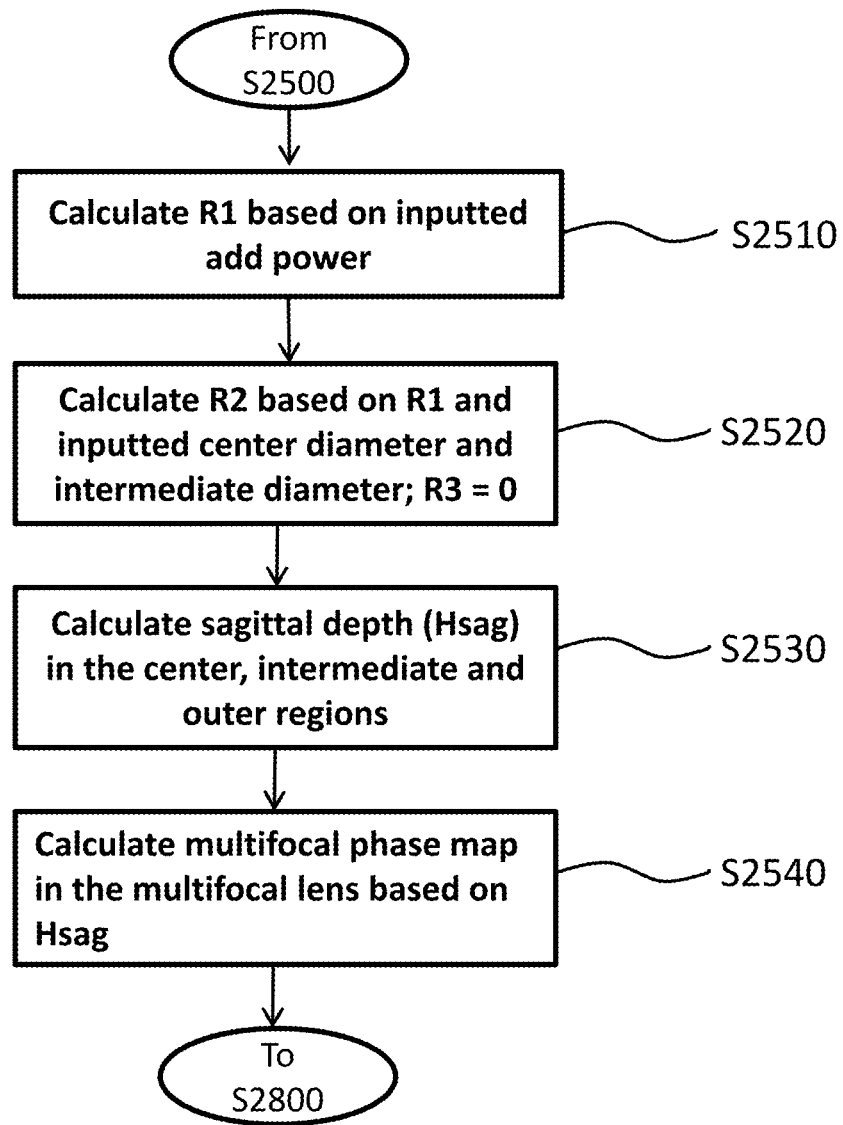 From
S2500
Calculate R1 based on inputted
add power
S2510
Calculate R2 based on R1 and
inputted center diameter and
intermediate diameter; R3 = 0
S2520
Calculate sagittal depth (Hsag)
in the center, intermediate and
outer regions
S2530
Calculate multifocal phase map
in the multifocal lens based on
Hsag
S2540
To
S2800